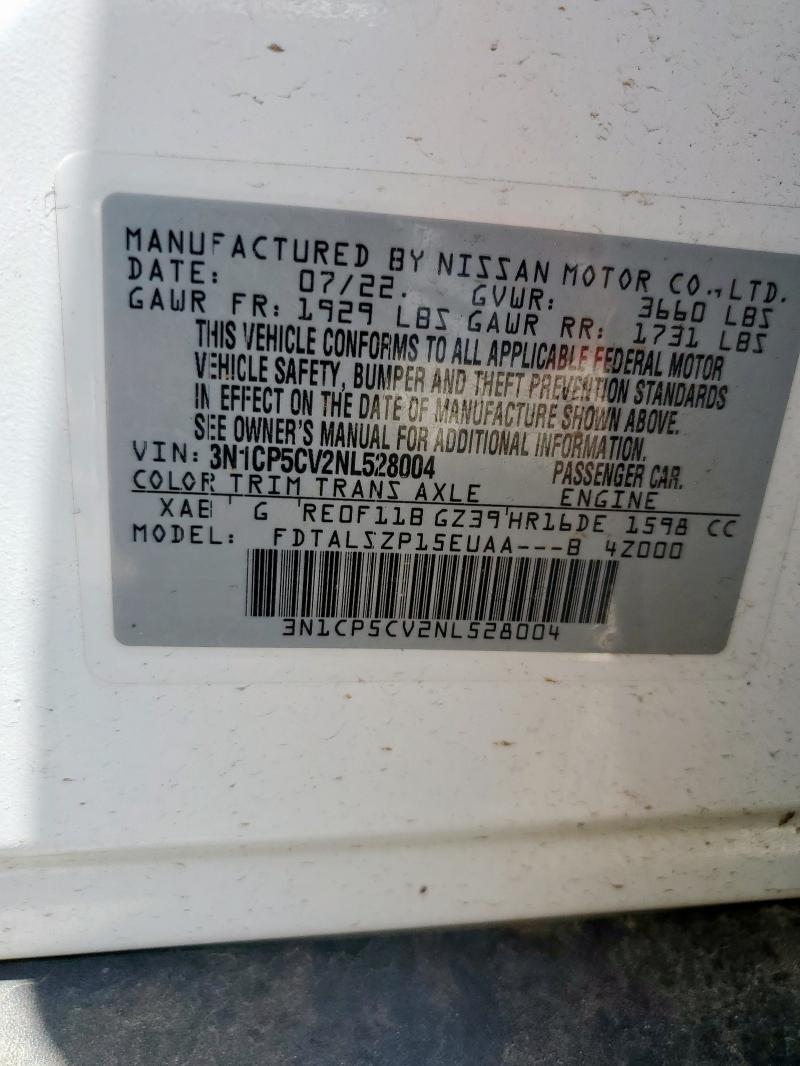 MANUFACTURED BY NISSAN MOTOR CO., LTD.
DATE: 07/22. GVWR: 3660 LBS
GAWR FR: 1929 LBS GAWR RR: 1731 LBS
THIS VEHICLE CONFORMS TO ALL APPLICABLE FEDERAL MOTOR
VEHICLE SAFETY, BUMPER AND THEFT PREVENTION STANDARDS
IN EFFECT ON THE DATE OF MANUFACTURE SHOWN ABOVE.
SEE OWNER'S MANUAL FOR ADDITIONAL INFORMATION.
VIN: 3N1CP5CV2NL528004 PASSENGER CAR.
COLOR TRIM TRANS AXLE ENGINE
XAB G RE0F11B GZ39 HR16DE 1598 CC
MODEL: FDTALSZP15EUAA---B 4Z000
3N1CP5CV2NL528004